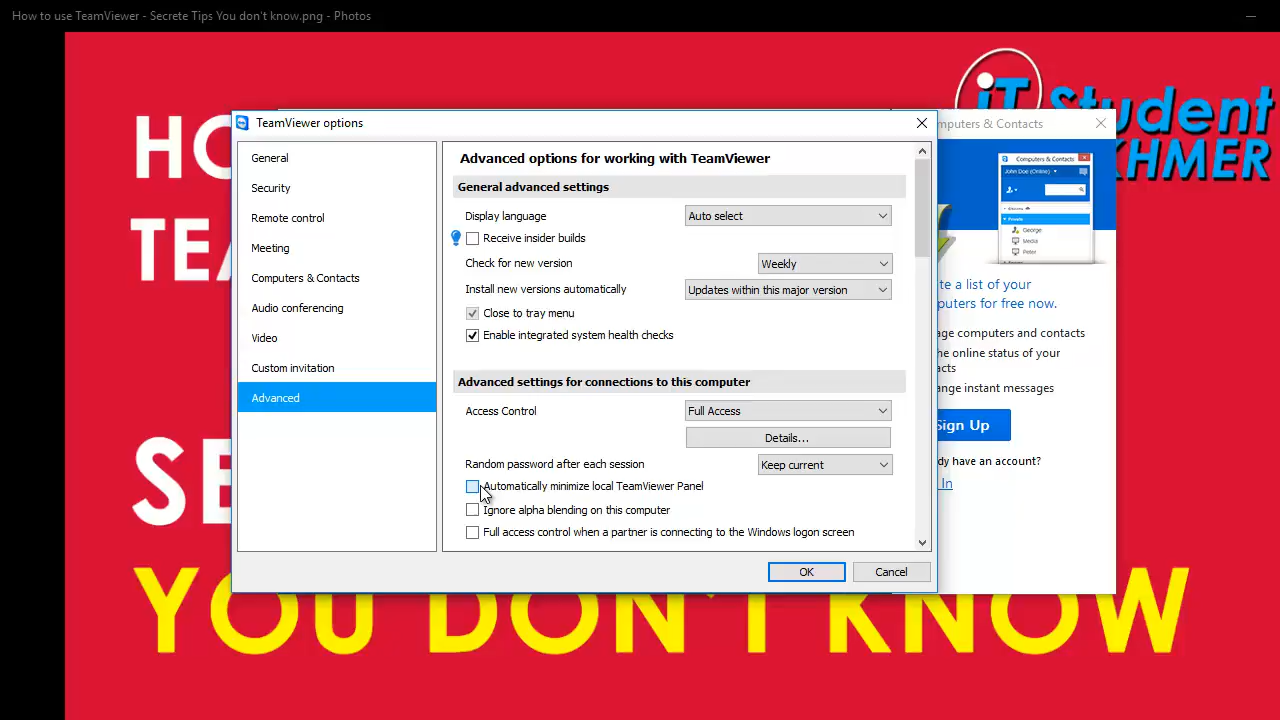 How to use TeamViewer - Secrete Tips You don't know.png - Photos
iT Student
KHMER
HO
TEA
SE
YOU DON'T KNOW
TeamViewer options
General
Security
Remote control
Meeting
Computers & Contacts
Audio conferencing
Video
Custom invitation
Advanced
Advanced options for working with TeamViewer
General advanced settings
Display language
Auto select
Receive insider builds
Check for new version
Weekly
Install new versions automatically
Updates within this major version
Close to tray menu
Enable integrated system health checks
Advanced settings for connections to this computer
Access Control
Full Access
Details...
Random password after each session
Keep current
Automatically minimize local TeamViewer Panel
Ignore alpha blending on this computer
Full access control when a partner is connecting to the Windows logon screen
OK
Cancel
mputers & Contacts
Computers & Contacts
John Doe (Online)
Private
George
Media
Peter
te a list of your
puters for free now.
age computers and contacts
he online status of your
acts
ange instant messages
Sign Up
dy have an account?
In